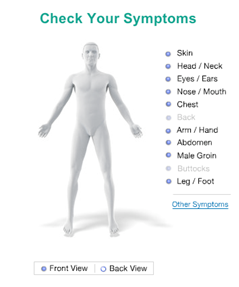 Check Your Symptoms
Skin
Head / Neck
Eyes / Ears
Nose / Mouth
Chest
Back
Arm / Hand
Abdomen
Male Groin
Buttocks
Leg / Foot
Other Symptoms
Front View
Back View